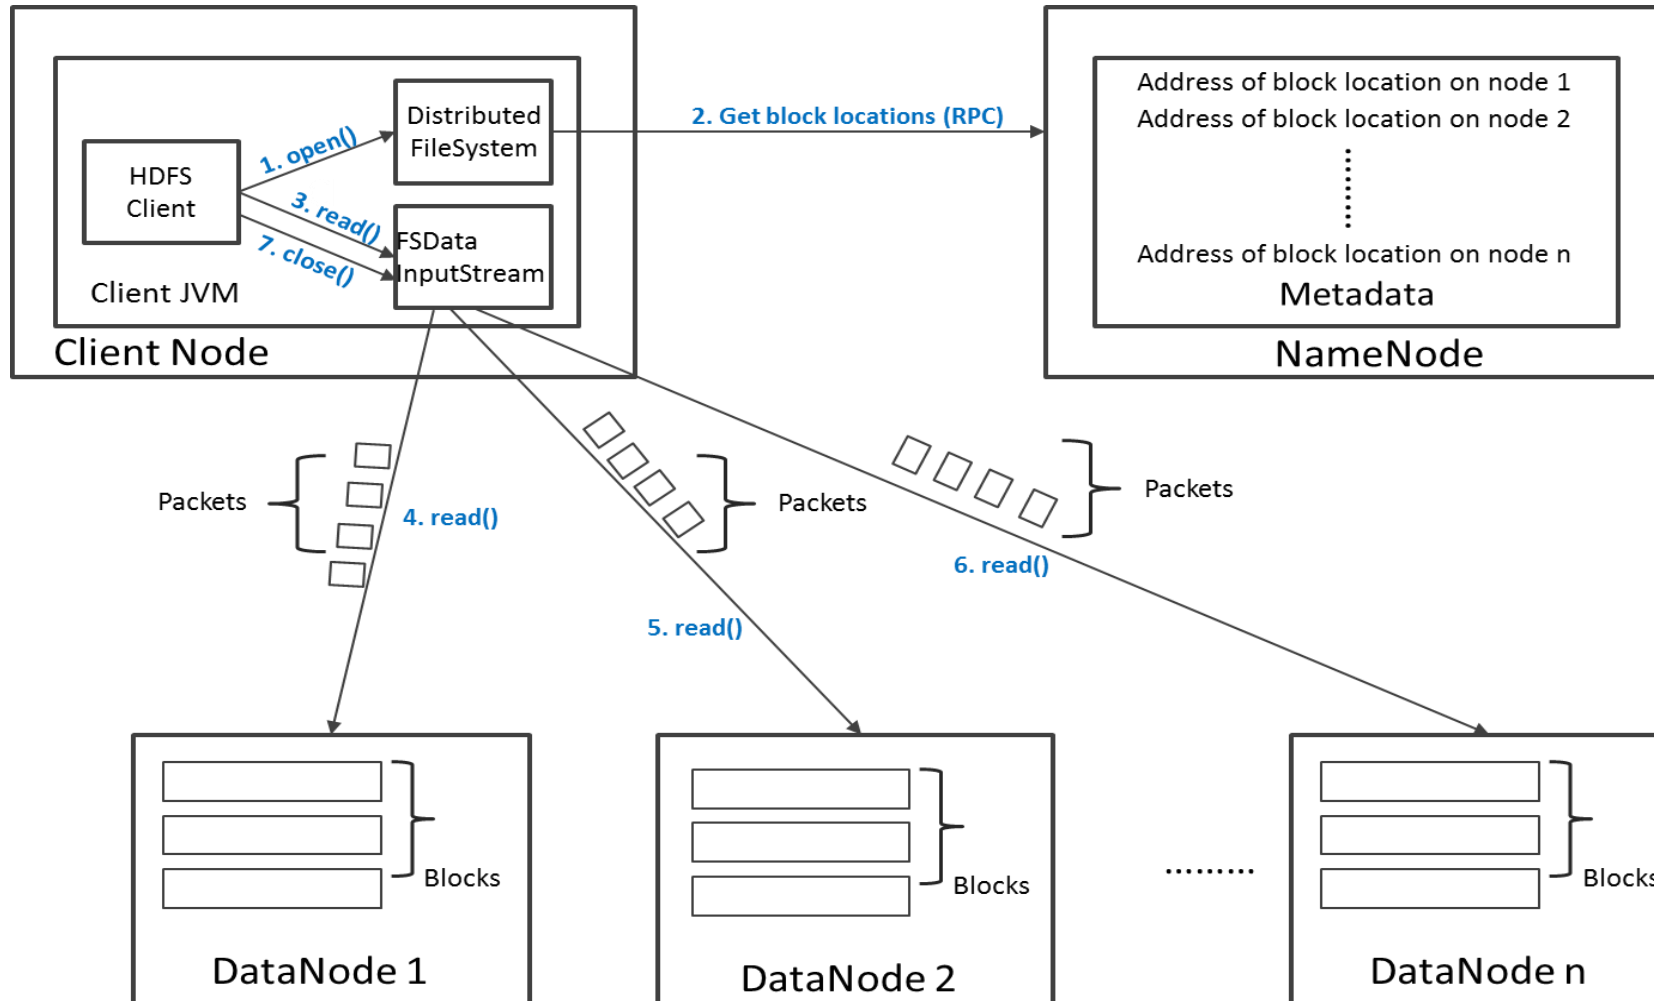 Distributed
FileSystem
1. open()
HDFS
Client
3. read()
7. close()
FSData
InputStream
Client JVM
Client Node
2. Get block locations (RPC)
Address of block location on node 1
Address of block location on node 2
Address of block location on node n
Metadata
NameNode
Packets
4. read()
Packets
5. read()
Packets
6. read()
Blocks
DataNode 1
Blocks
DataNode 2
.........
Blocks
DataNode n